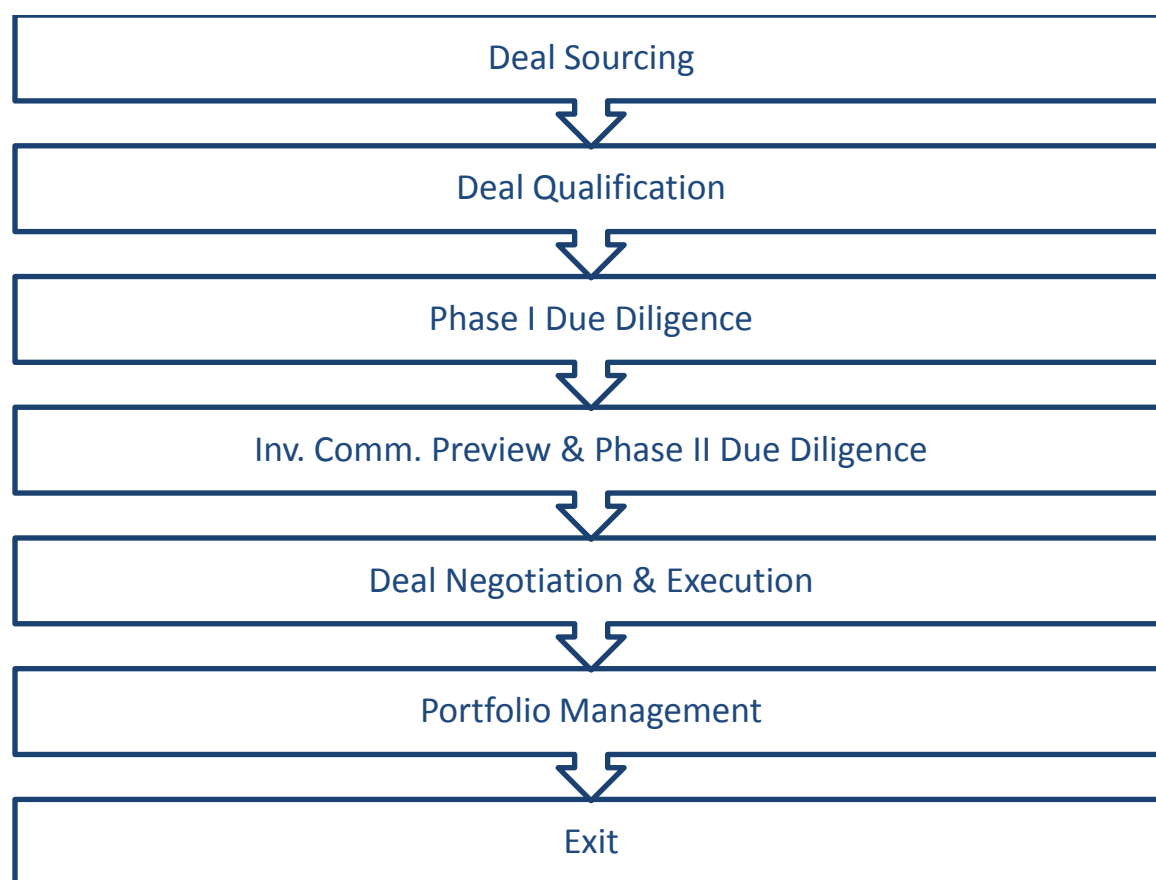 Deal Sourcing
Deal Qualification
Phase I Due Diligence
Inv. Comm. Preview & Phase II Due Diligence
Deal Negotiation & Execution
Portfolio Management
Exit